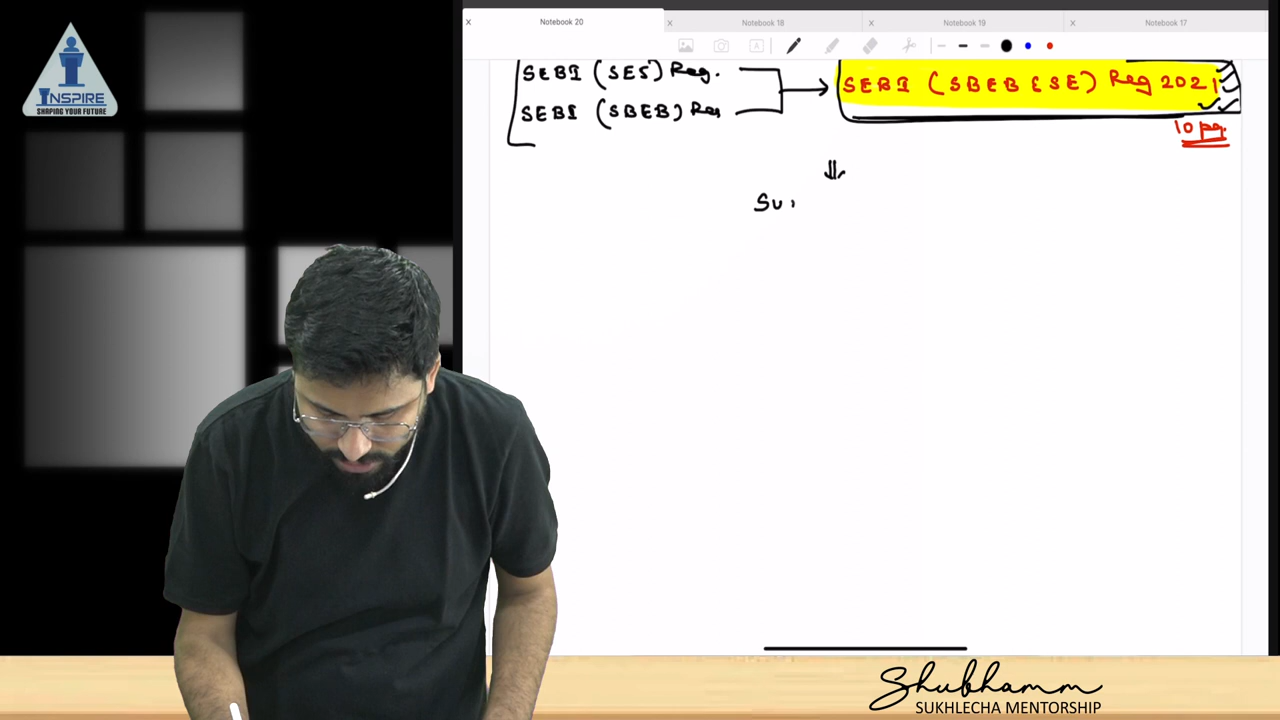 INSPIRE
SHAPING YOUR FUTURE
Notebook 20
Notebook 18
Notebook 19
Notebook 17
SEBI (SES) Reg.
SEBI (SBEB) Reg
SEBI (SBEB & SE) Reg 2021
10 pg.
Su
Shubhamm
SUKHLECHA MENTORSHIP